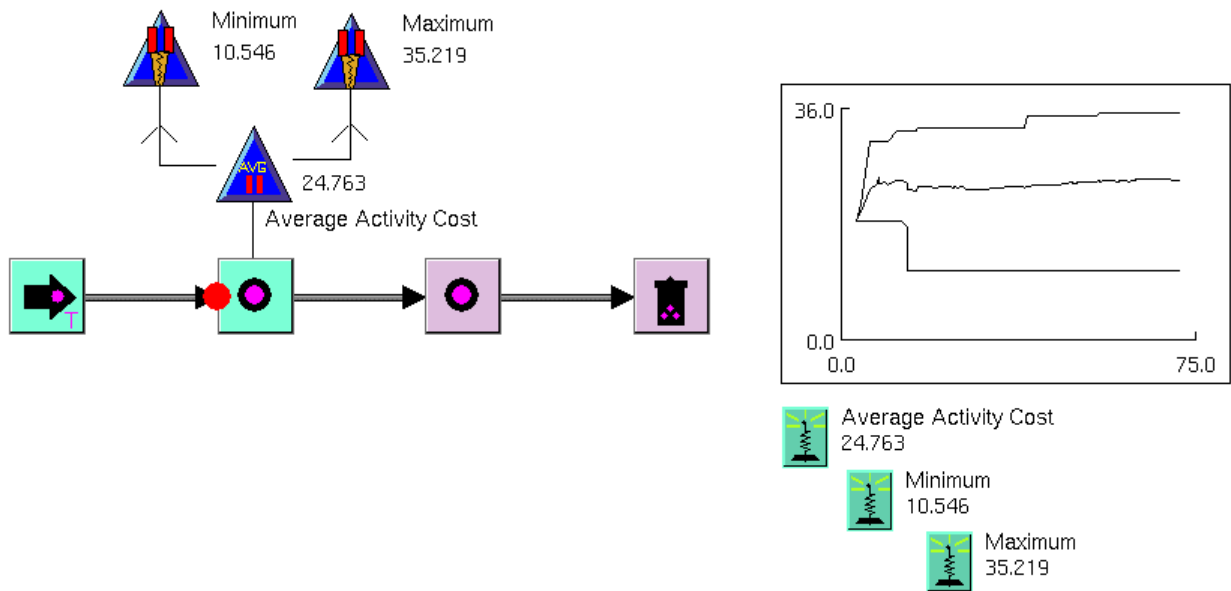 Minimum
10.546
Maximum
35.219
AVG
24.763
Average Activity Cost
T
36.0
0.0
0.0
75.0
Average Activity Cost
24.763
Minimum
10.546
Maximum
35.219